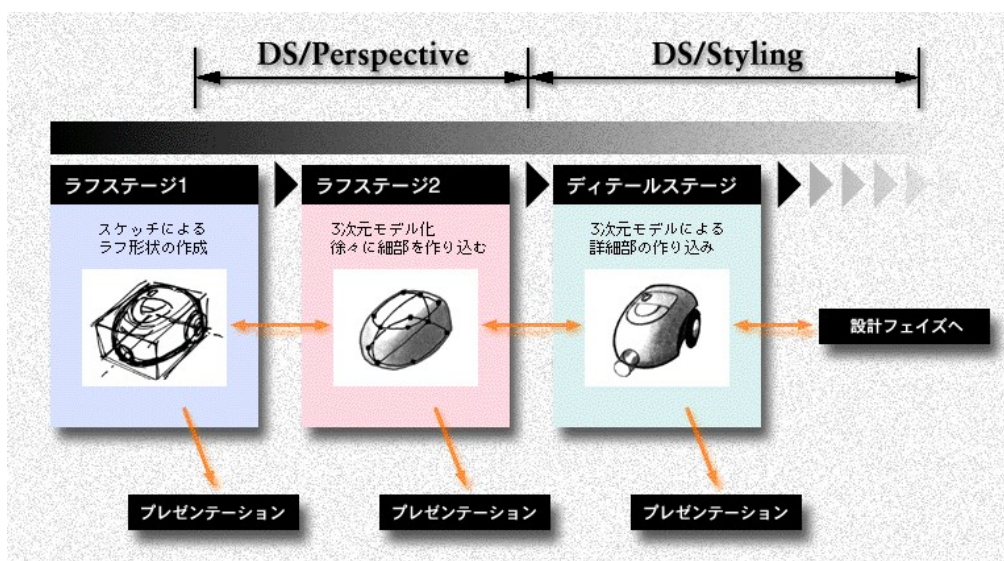 DS/Perspective
DS/Styling
ラフステージ1
スケッチによる
ラフ形状の作成
プレゼンテーション
ラフステージ2
3次元モデル化
徐々に細部を作り込む
プレゼンテーション
ディテールステージ
3次元モデルによる
詳細部の作り込み
プレゼンテーション
設計フェイズへ